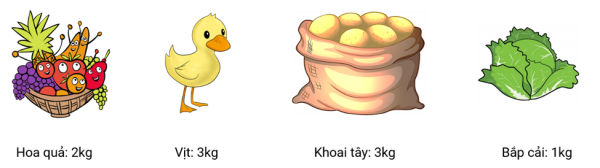 Hoa quả: 2kg
Vịt: 3kg
Khoai tây: 3kg
Bắp cải: 1kg